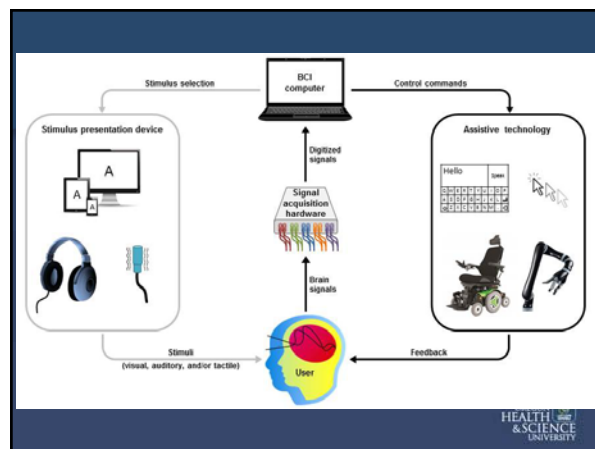 Stimulus selection
BCI
computer
Control commands
Stimulus presentation device
A
A
A
Digitized
signals
Signal
acquisition
hardware
Brain
signals
Assistive technology
Hello
Speak
Stimuli
(visual, auditory, and/or tactile)
User
Feedback
HEALTH
& SCIENCE
UNIVERSITY